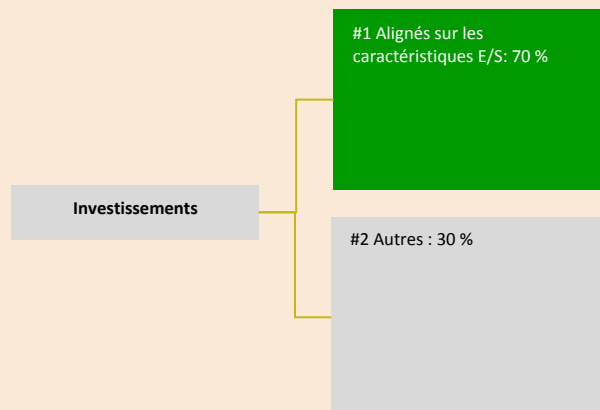 #1 Alignés sur les
caractéristiques E/S: 70 %
Investissements
#2 Autres : 30 %